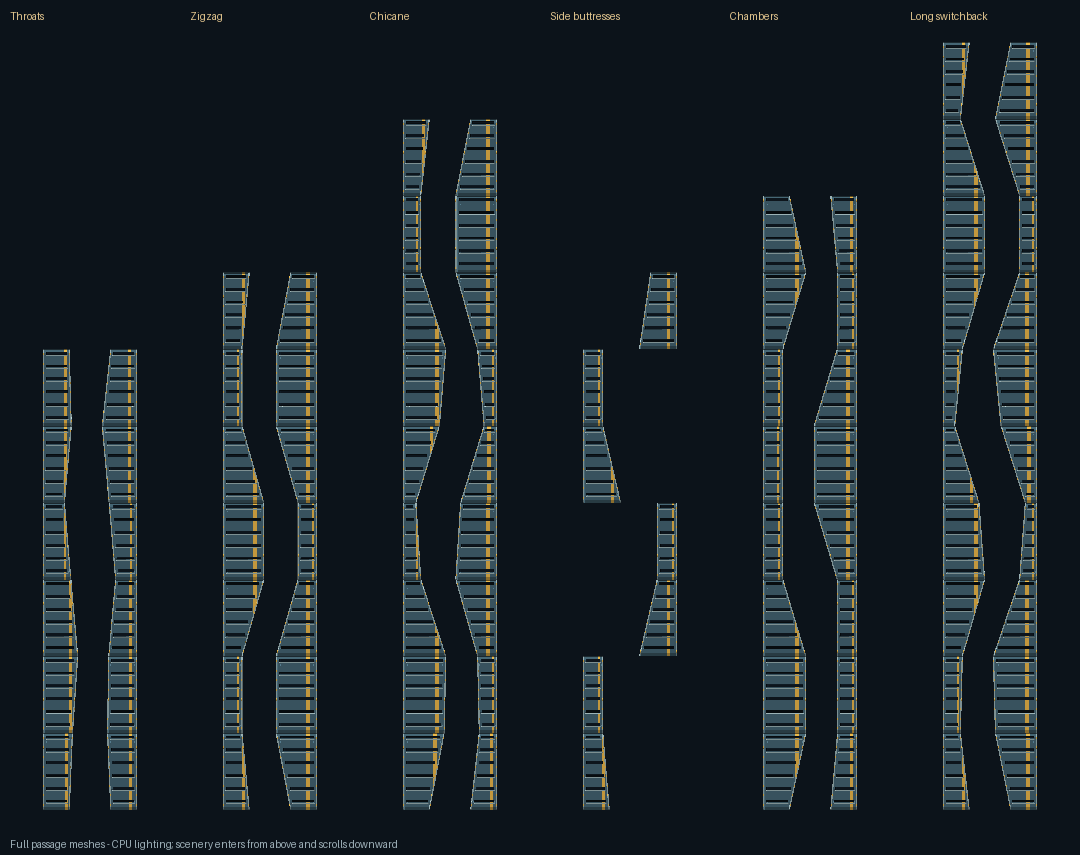 Throats
Zigzag
Chicane
Side buttresses
Chambers
Long switchback
Full passage meshes - CPU lighting; scenery enters from above and scrolls downward